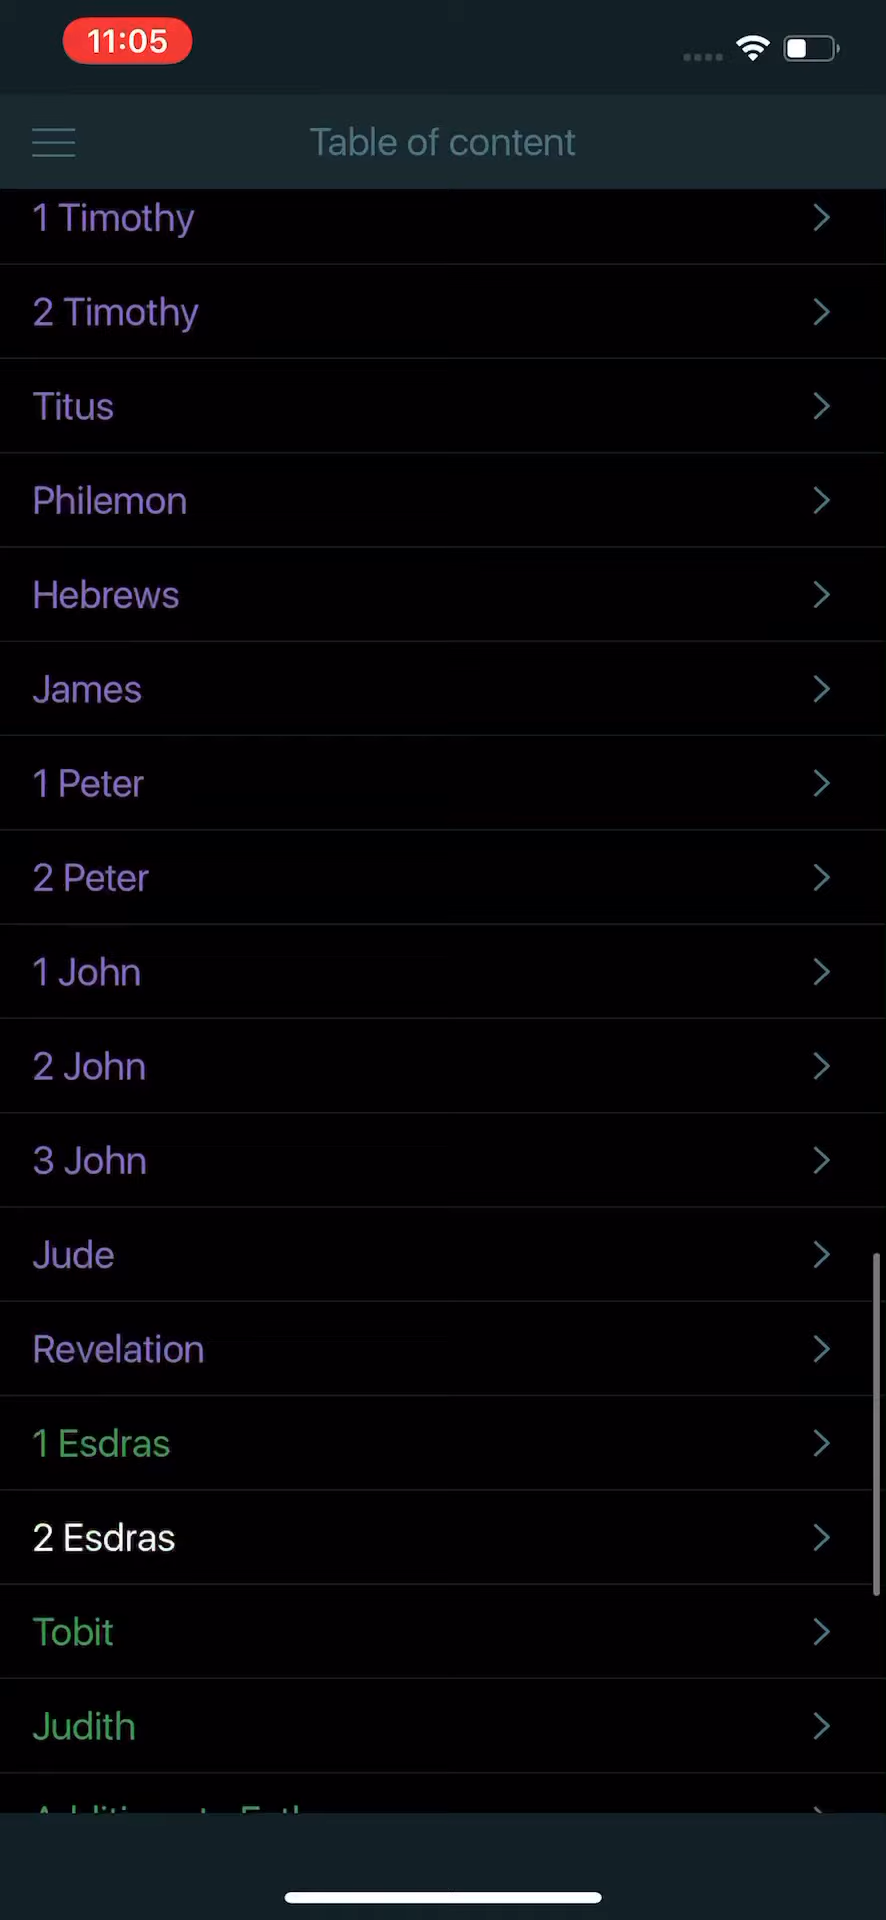 11:05
Table of content
1 Timothy
2 Timothy
Titus
Philemon
Hebrews
James
1 Peter
2 Peter
1 John
2 John
3 John
Jude
Revelation
1 Esdras
2 Esdras
Tobit
Judith